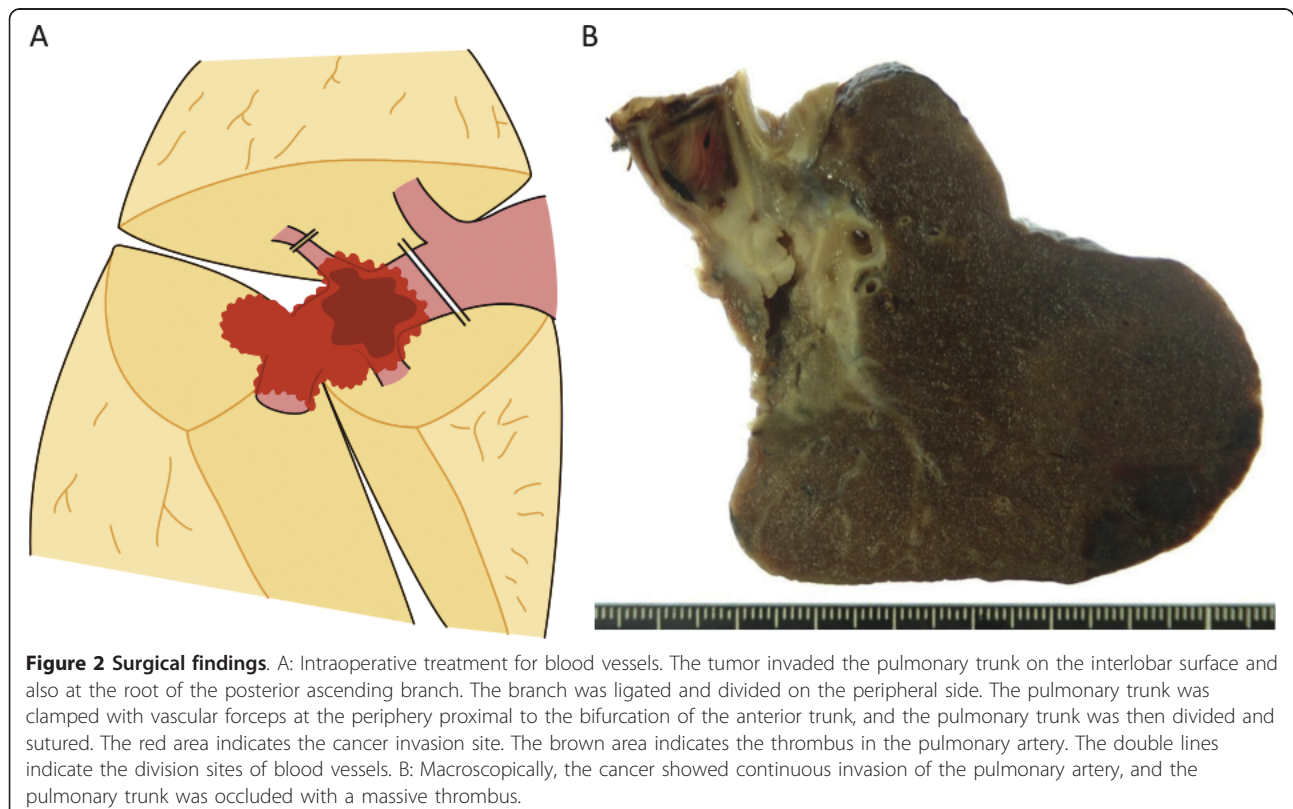 A
B
Figure 2 Surgical findings. A: Intraoperative treatment for blood vessels. The tumor invaded the pulmonary trunk on the interlobar surface and
also at the root of the posterior ascending branch. The branch was ligated and divided on the peripheral side. The pulmonary trunk was
clamped with vascular forceps at the periphery proximal to the bifurcation of the anterior trunk, and the pulmonary trunk was then divided and
sutured. The red area indicates the cancer invasion site. The brown area indicates the thrombus in the pulmonary artery. The double lines
indicate the division sites of blood vessels. B: Macroscopically, the cancer showed continuous invasion of the pulmonary artery, and the
pulmonary trunk was occluded with a massive thrombus.